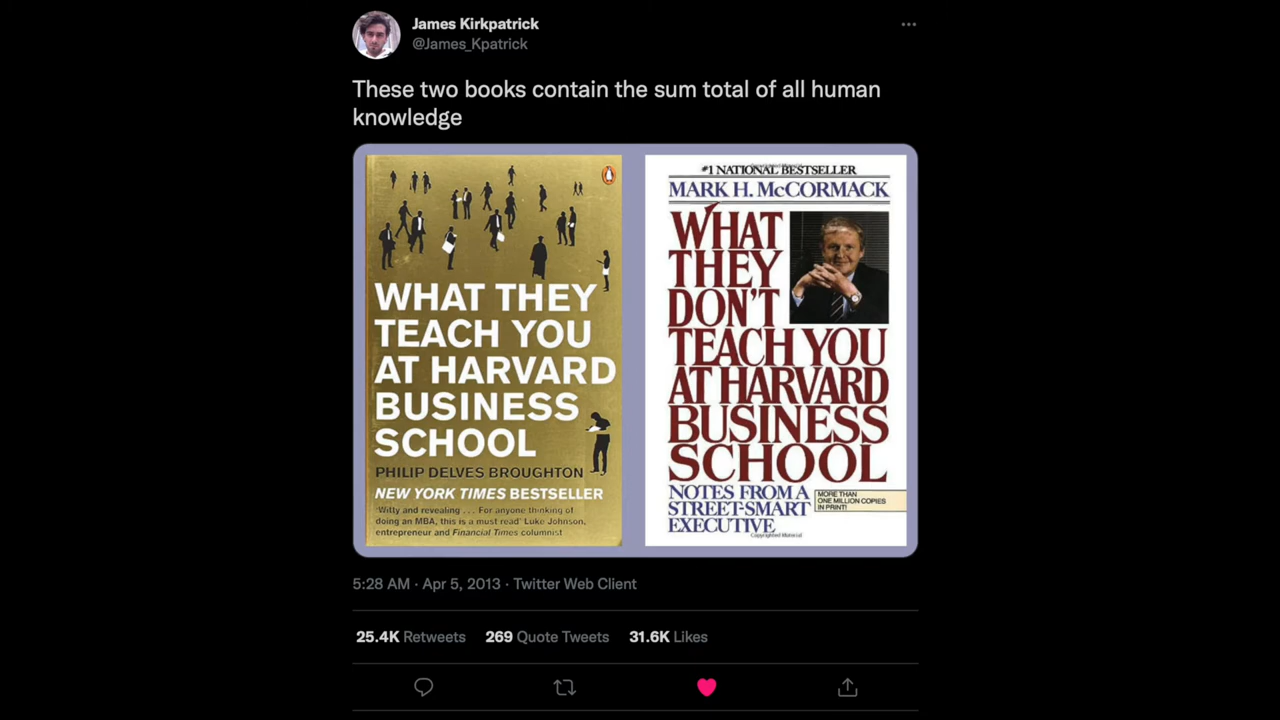 James Kirkpatrick
@James_Kpatrick
These two books contain the sum total of all human
knowledge
WHAT THEY
TEACH YOU
AT HARVARD
BUSINESS
SCHOOL
PHILIP DELVES BROUGHTON
NEW YORK TIMES BESTSELLER
'Witty and revealing . . . For anyone thinking of
doing an MBA, this is a must read' Luke Johnson,
entrepreneur and Financial Times columnist
Copyrighted Material
#1 NATIONAL BESTSELLER
MARK H. McCORMACK
WHAT
THEY
DON'T
TEACH YOU
AT HARVARD
BUSINESS
SCHOOL
NOTES FROM A
STREET-SMART
EXECUTIVE
MORE THAN
ONE MILLION COPIES
IN PRINT!
Copyrighted Material
5:28 AM · Apr 5, 2013 · Twitter Web Client
25.4K Retweets 269 Quote Tweets 31.6K Likes